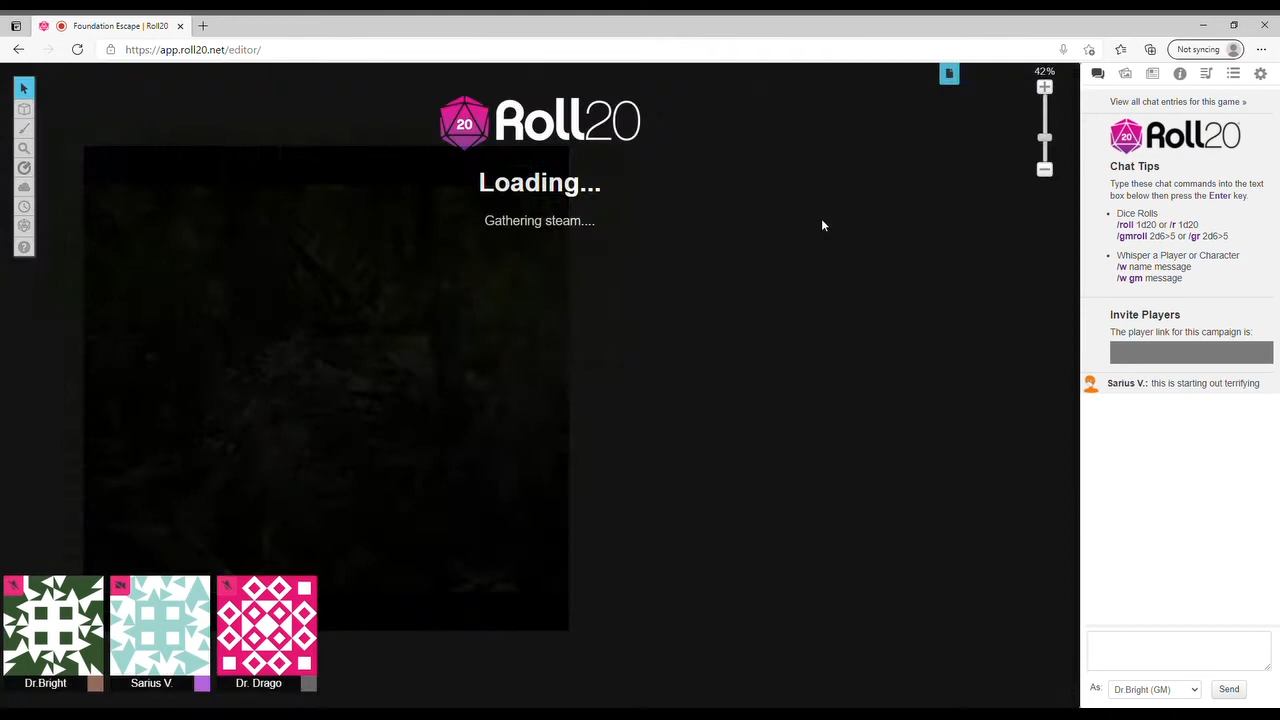 Foundation Escape | Roll20
https://app.roll20.net/editor/
Not syncing
42%
20
Roll20
Loading...
Gathering steam....
View all chat entries for this game »
20
Roll20
Chat Tips
Type these chat commands into the text
box below then press the Enter key.
Dice Rolls
/roll 1d20 or /r 1d20
/gmroll 2d6>5 or /gr 2d6>5
Whisper a Player or Character
/w name message
/w gm message
Invite Players
The player link for this campaign is:
Sarius V.: this is starting out terrifying
Dr.Bright
Sarius V.
Dr. Drago
As:
Dr.Bright (GM)
Send